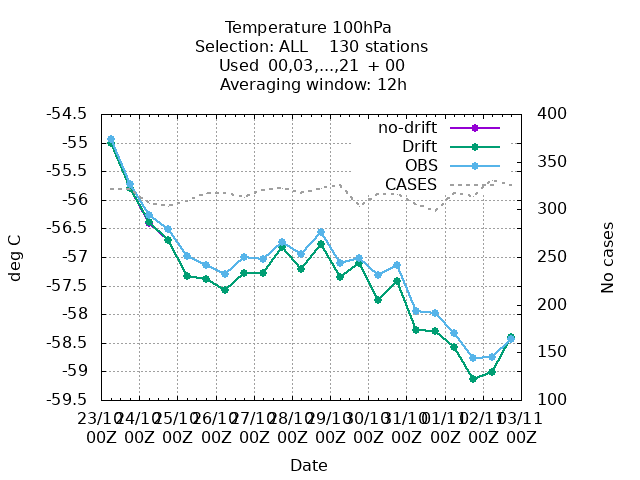 Temperature 100hPa
Selection: ALL 130 stations
Used 00,03,...,21 + 00
Averaging window: 12h
-54.5
-55
-55.5
-56
-56.5
-57
-57.5
-58
-58.5
-59
-59.5
deg C
no-drift
Drift
OBS
CASES
400
350
300
250
200
150
100
No cases
23/10 24/10 25/10 26/10 27/10 28/10 29/10 30/10 31/10 01/11 02/11 03/11
00Z 00Z 00Z 00Z 00Z 00Z 00Z 00Z 00Z 00Z 00Z 00Z
Date